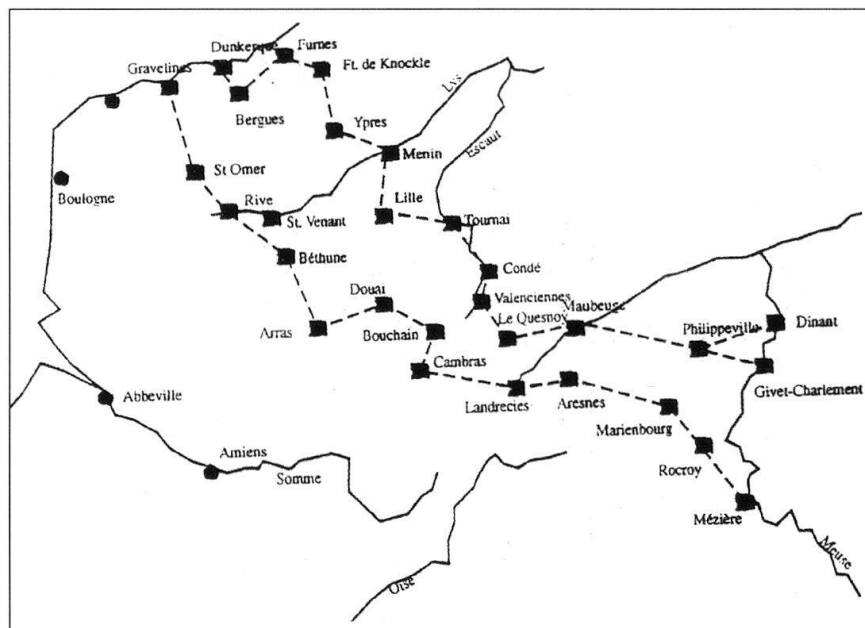 Dunkerque
Furnes
Gravelines
Ft. de Knockle
Bergues
Lys
Ypres
Escaut
Menin
St Omer
Boulogne
Rive
St. Venant
Lille
Tournai
Béthune
Condé
Douai
Valenciennes
Maubeuge
Le Quesnoy
Arras
Bouchain
Philippeville
Dinant
Cambras
Givet-Charlement
Abbeville
Landrecies
Aresnes
Marienbourg
Amiens
Somme
Rocroy
Mézière
Oise
Meuse